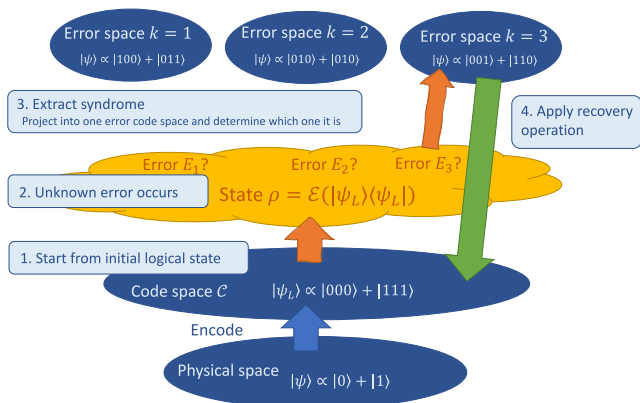 Error space k = 1
|ψ⟩ ∝ |100⟩ + |011⟩
Error space k = 2
|ψ⟩ ∝ |010⟩ + |010⟩
Error space k = 3
|ψ⟩ ∝ |001⟩ + |110⟩
3. Extract syndrome
Project into one error code space and determine which one it is
4. Apply recovery
operation
Error E₁?
Error E₂?
Error E₃?
2. Unknown error occurs
State ρ = ℰ(|ψ_L⟩⟨ψ_L|)
1. Start from initial logical state
Code space 𝒞
|ψ_L⟩ ∝ |000⟩ + |111⟩
Encode
Physical space
|ψ⟩ ∝ |0⟩ + |1⟩